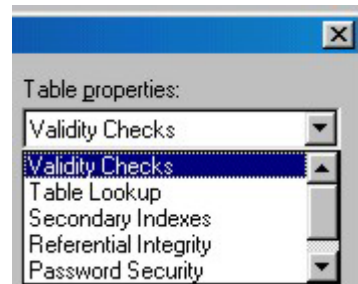 Table properties:
Validity Checks
Validity Checks
Table Lookup
Secondary Indexes
Referential Integrity
Password Security